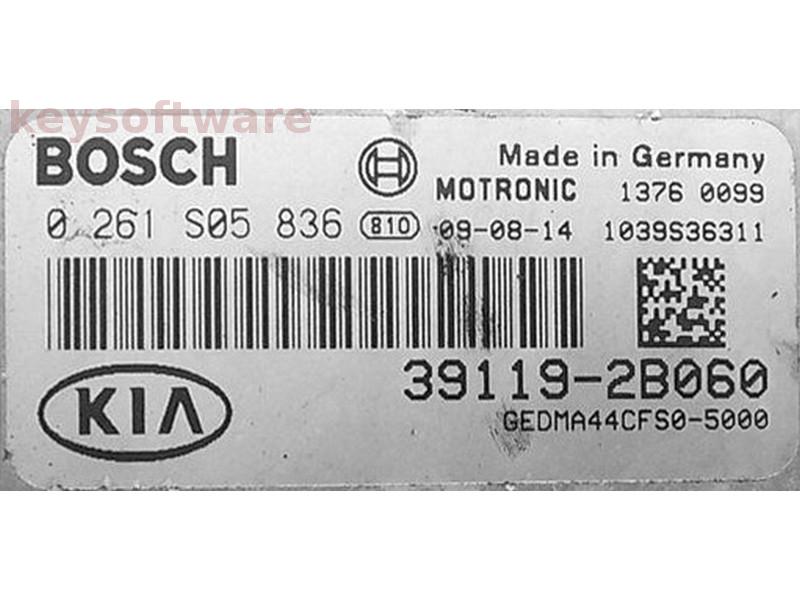 keysoftware
BOSCH
Made in Germany
MOTRONIC 1376 0099
0 261 S05 836 810 09-08-14 1039S36311
39119-2B060
KIA
GEDMA44CFS0-5000